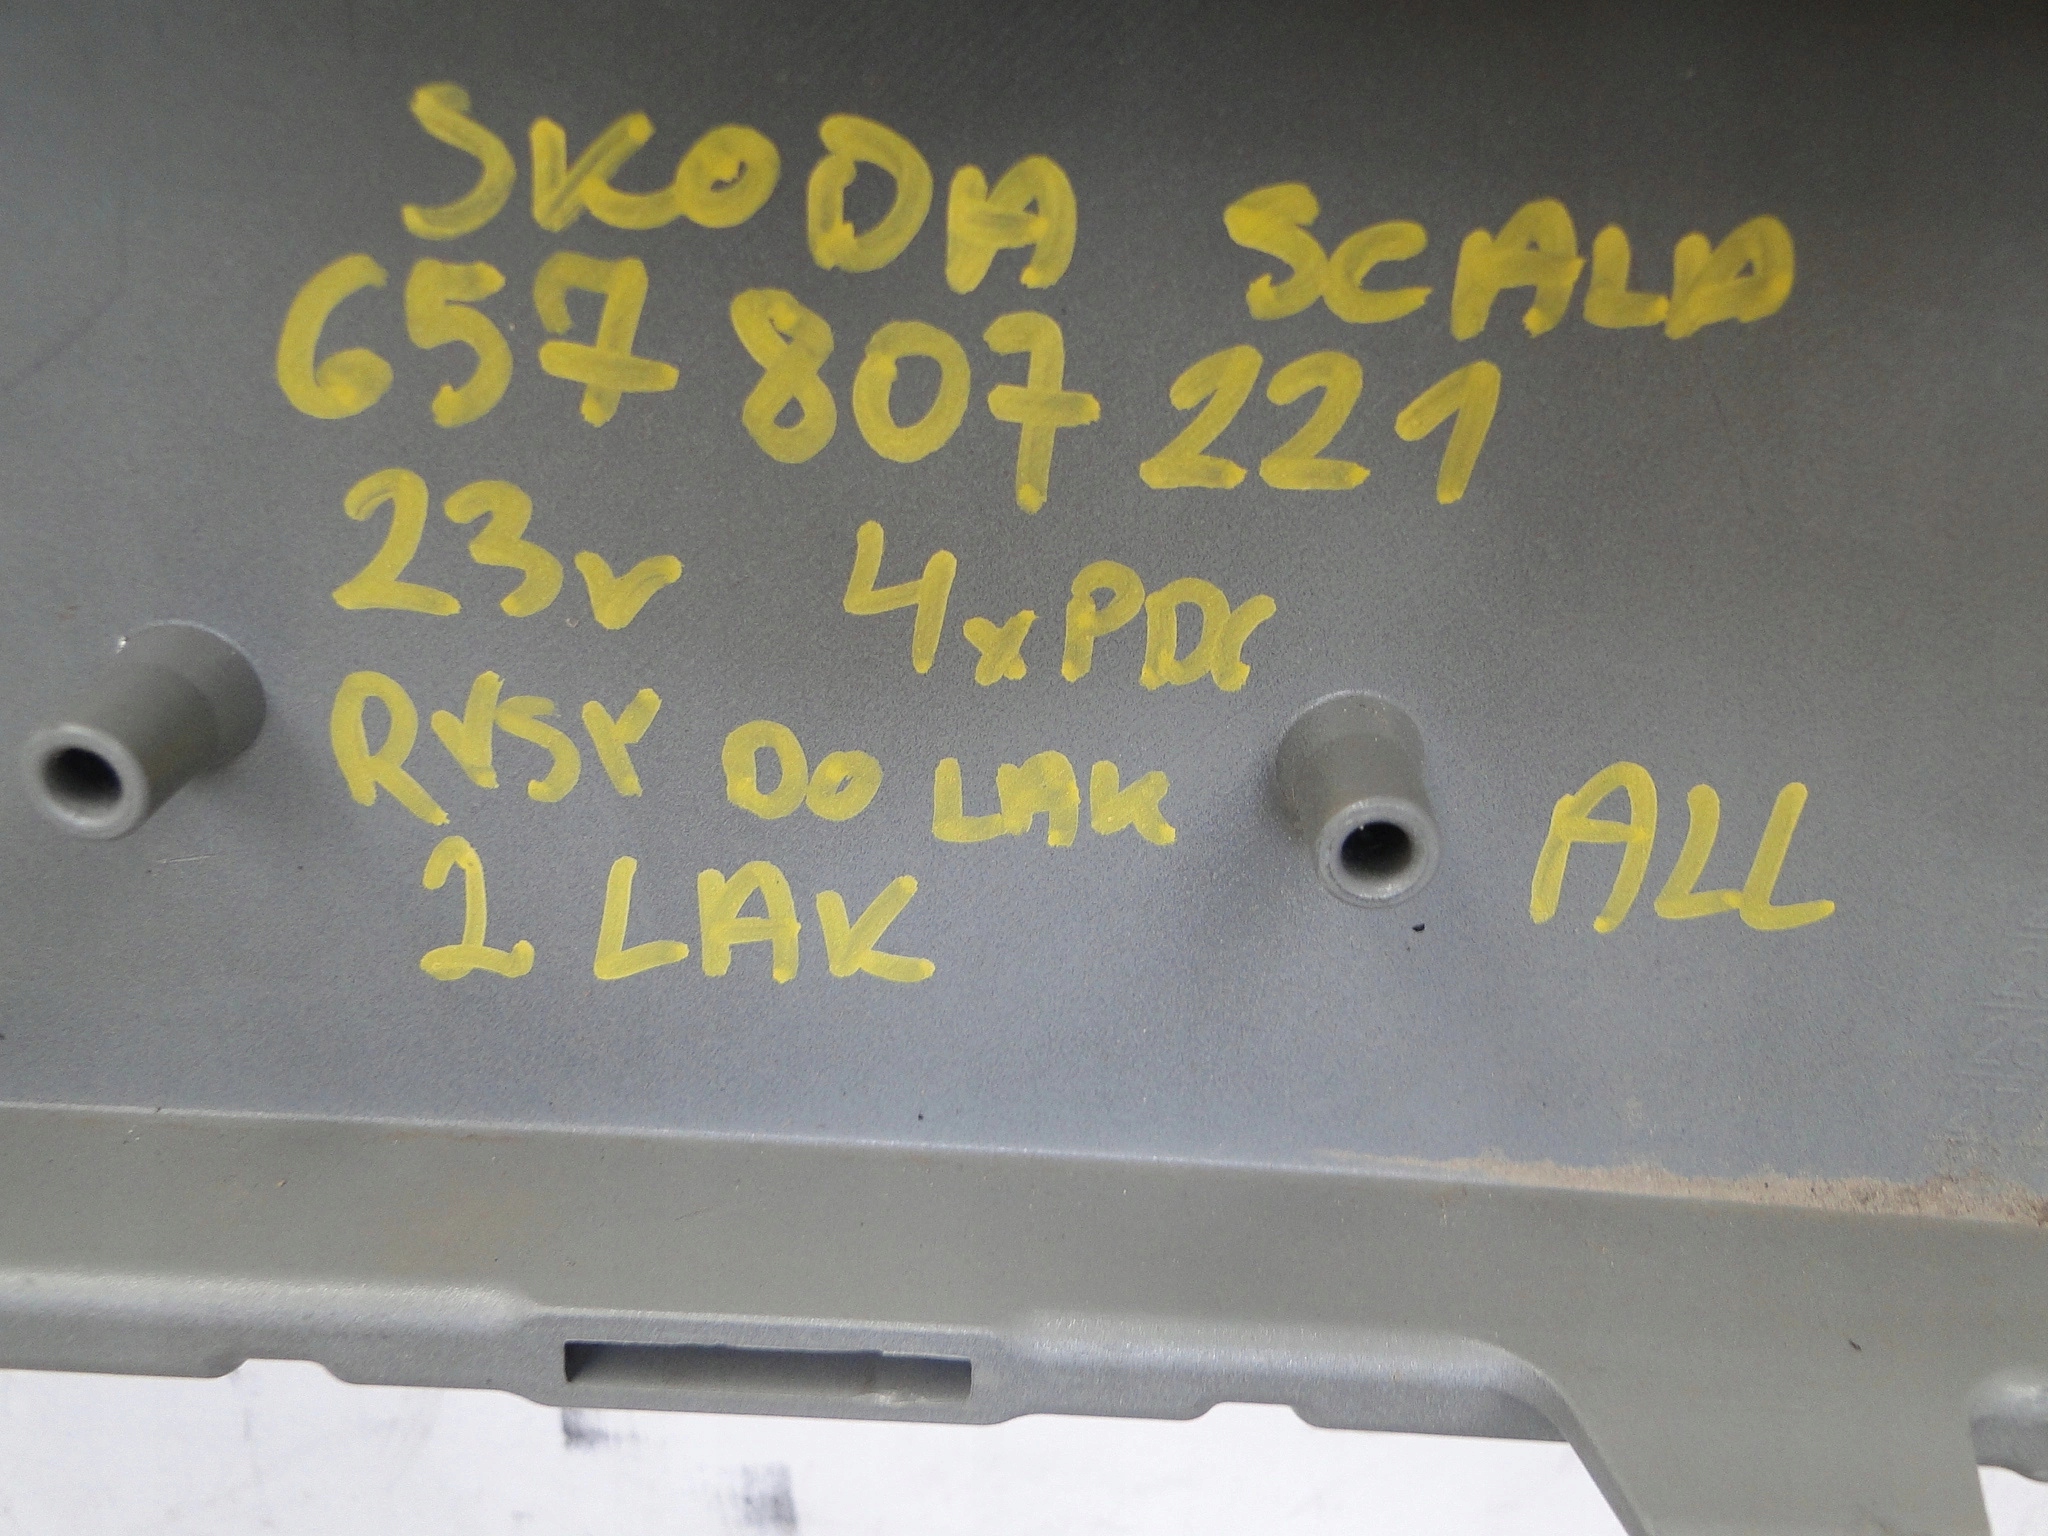 SKODA SCALA
657 807 221
23r 4xPDC
RYSY DO LAK
2 LAK ALL